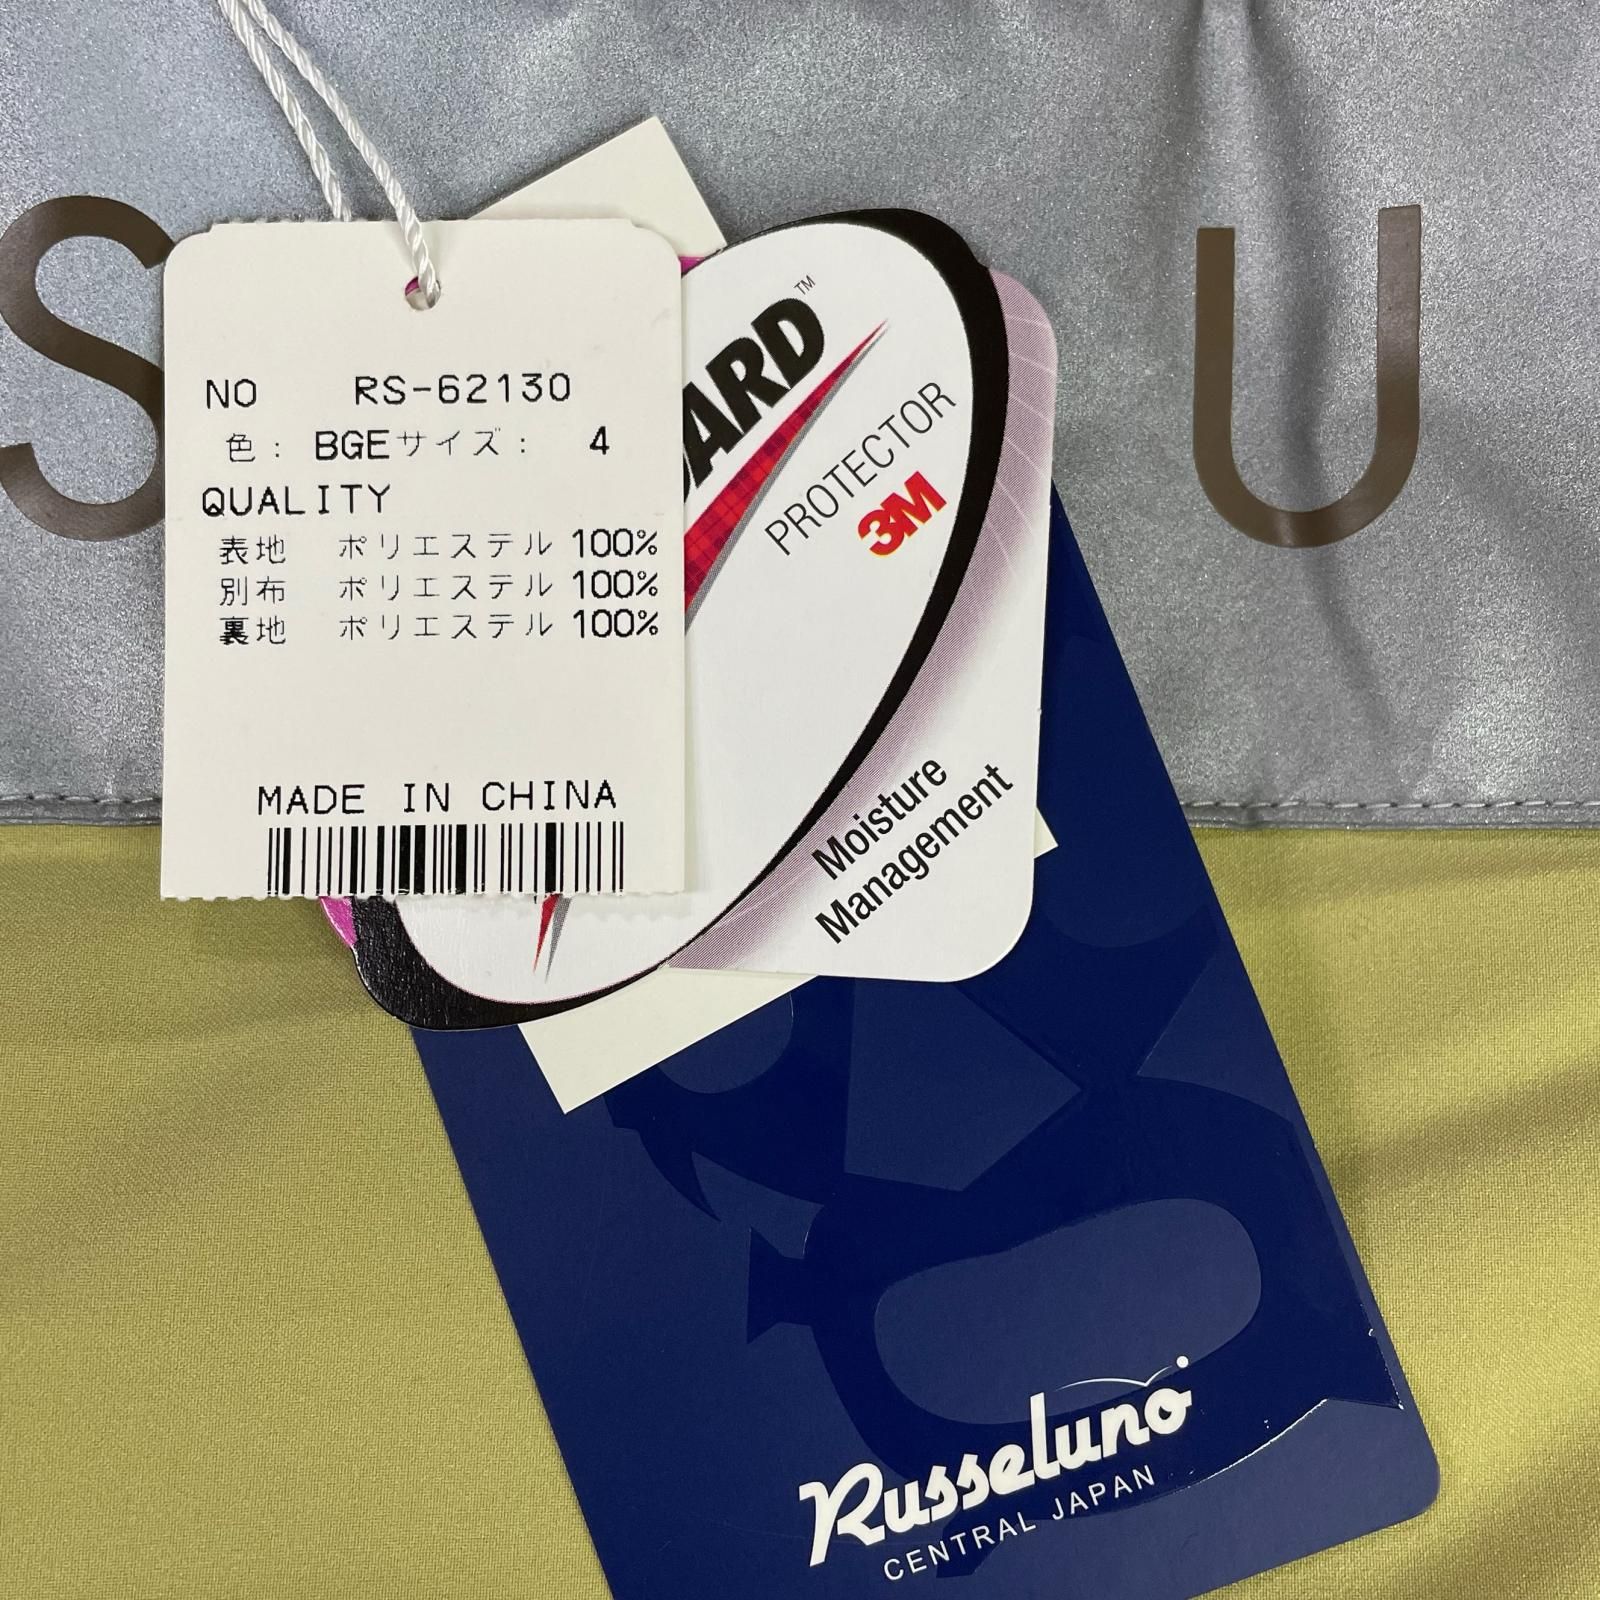 S U
NO RS-62130
色: BGEサイズ: 4
QUALITY
表地 ポリエステル 100%
別布 ポリエステル 100%
裏地 ポリエステル 100%
MADE IN CHINA
ARD™
PROTECTOR
3M
Moisture
Management
Russeluno
CENTRAL JAPAN